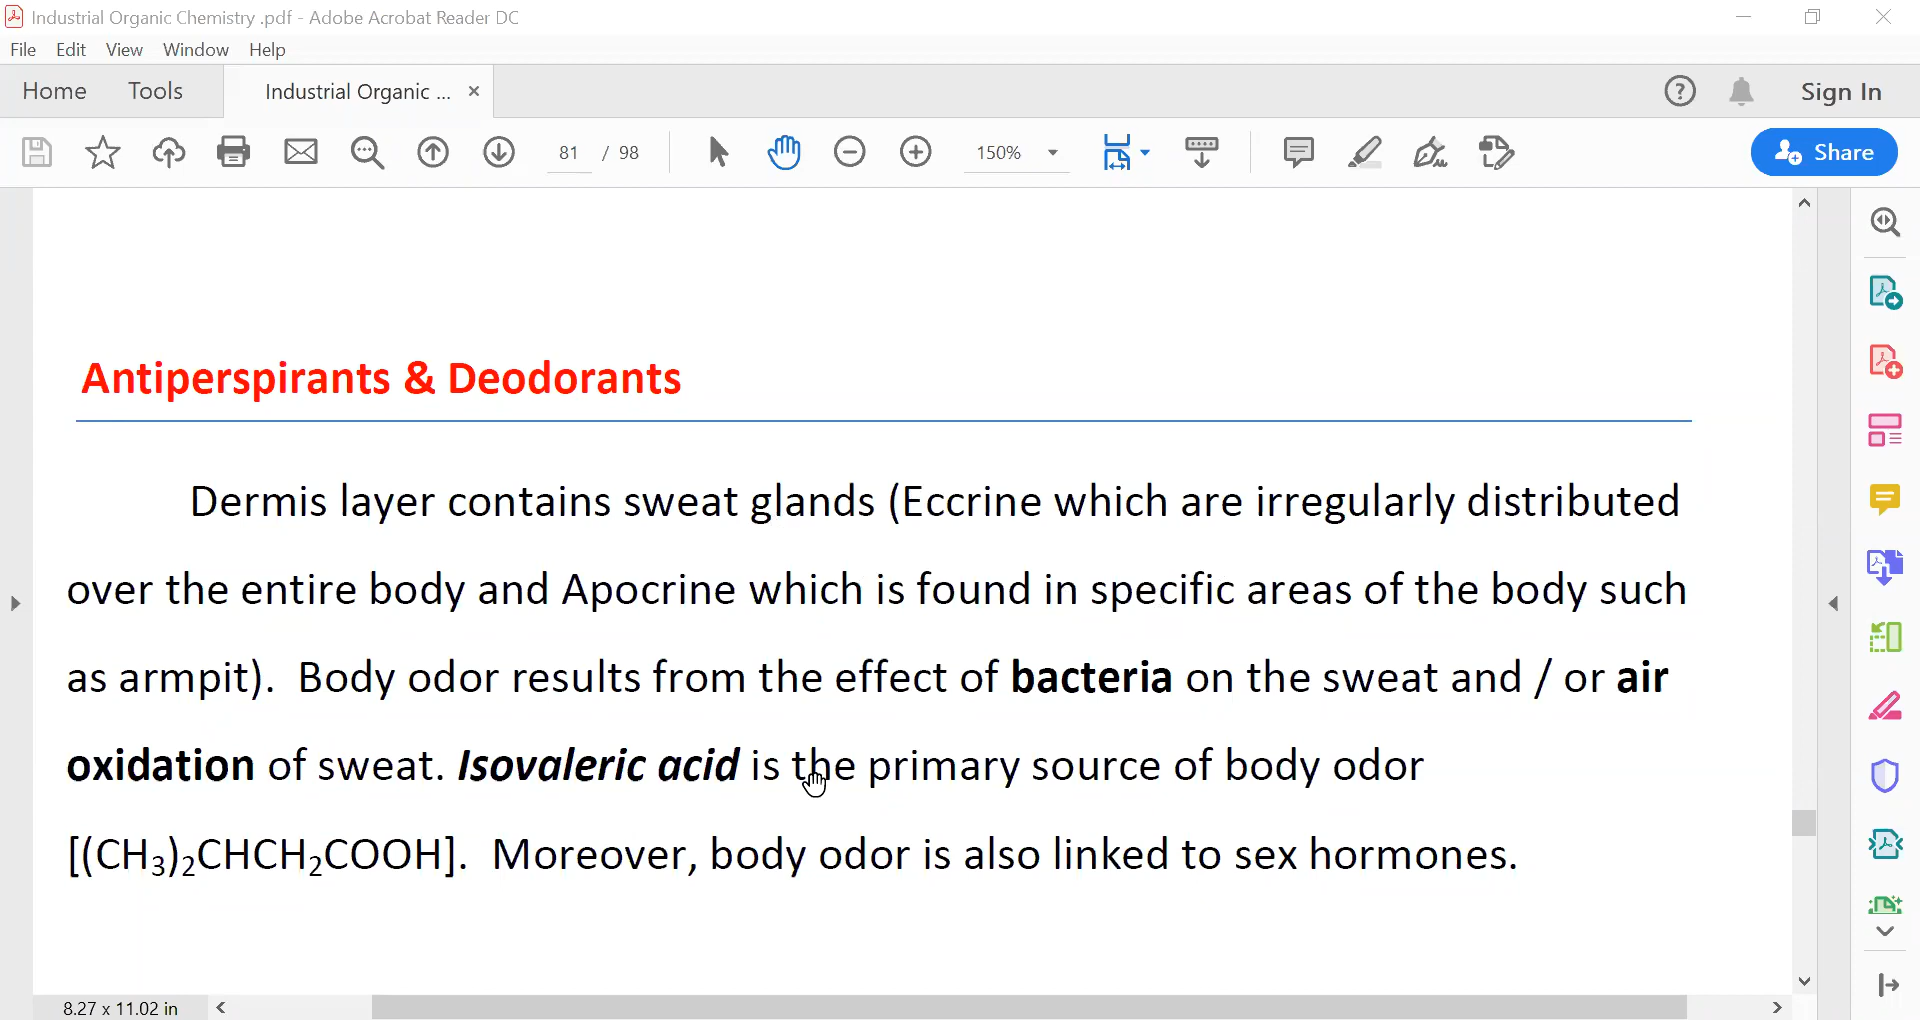 Industrial Organic Chemistry .pdf - Adobe Acrobat Reader DC
File Edit View Window Help
Home Tools Industrial Organic ... × Sign In
81 / 98 150% Share
Antiperspirants & Deodorants
Dermis layer contains sweat glands (Eccrine which are irregularly distributed
over the entire body and Apocrine which is found in specific areas of the body such
as armpit). Body odor results from the effect of bacteria on the sweat and / or air
oxidation of sweat. Isovaleric acid is the primary source of body odor
[(CH₃)₂CHCH₂COOH]. Moreover, body odor is also linked to sex hormones.
8.27 x 11.02 in